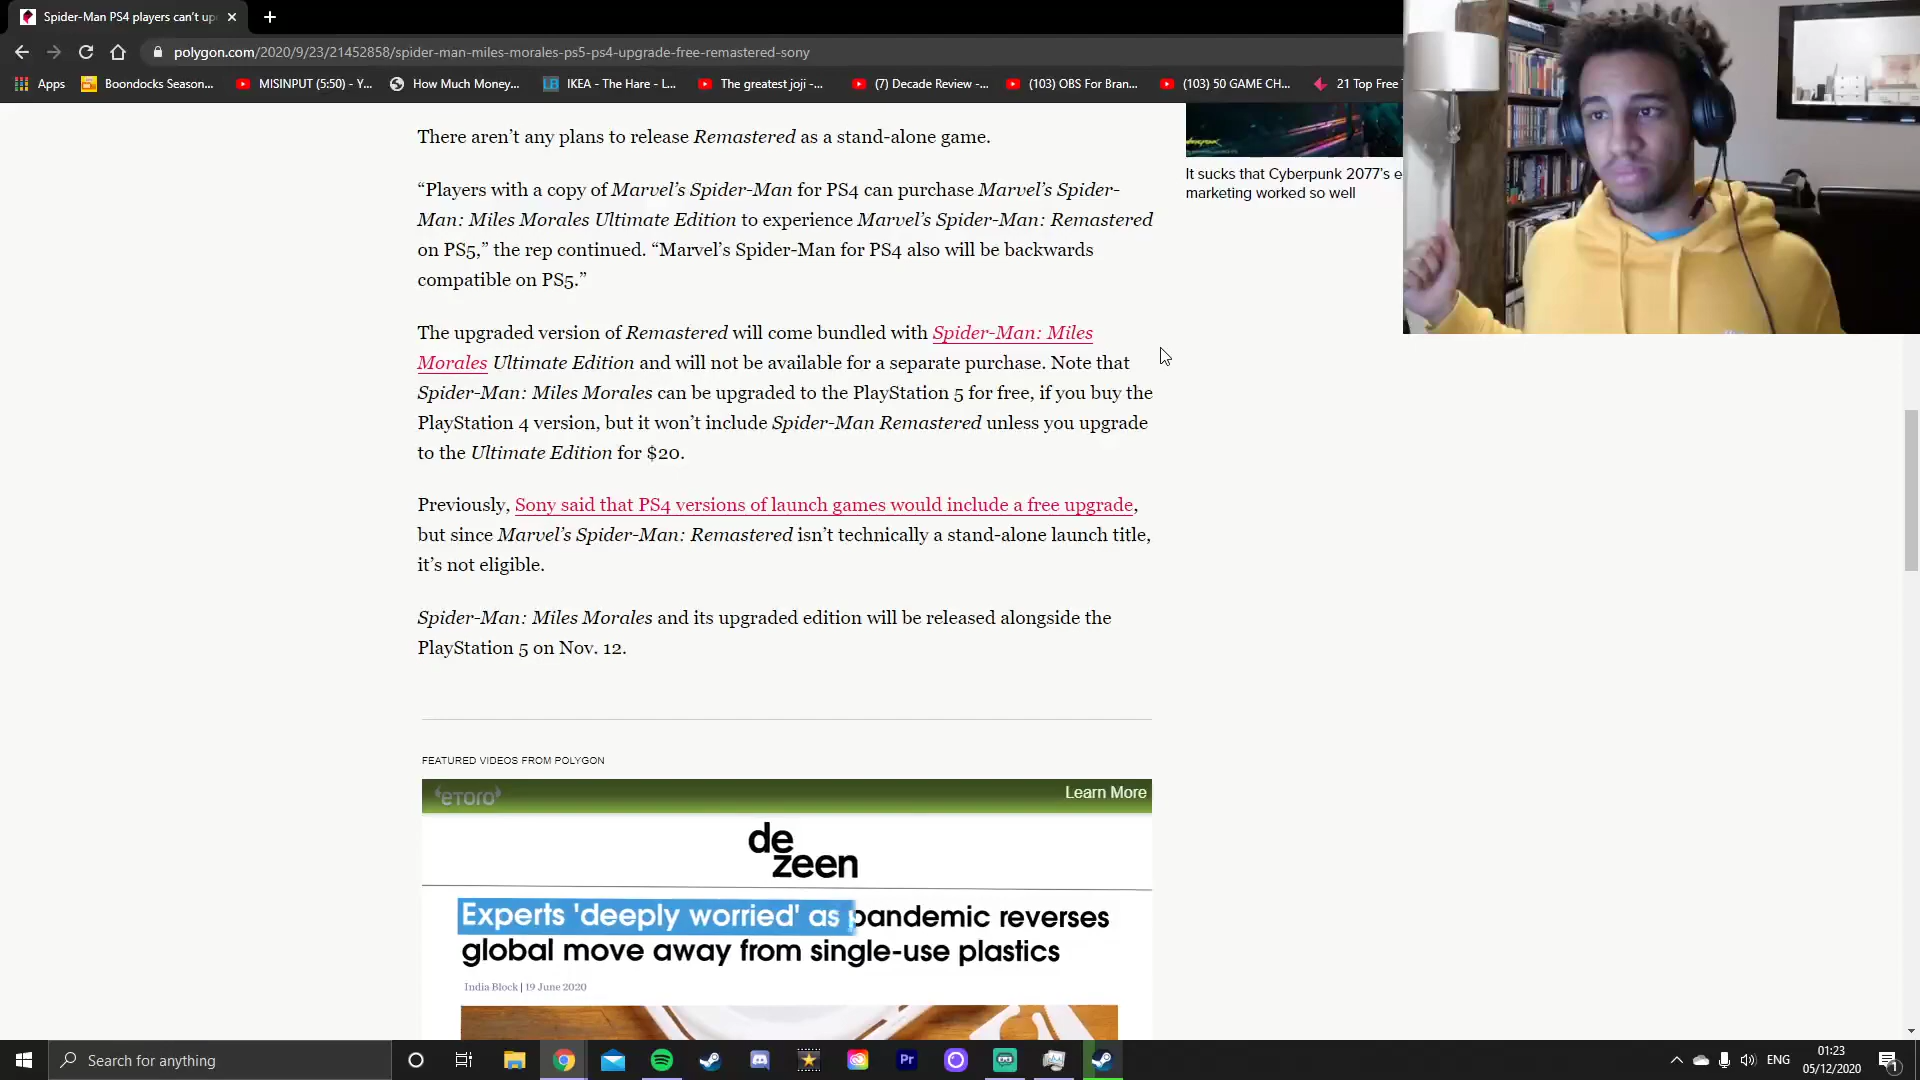 Spider-Man PS4 players can't up
polygon.com/2020/9/23/21452858/spider-man-miles-morales-ps5-ps4-upgrade-free-remastered-sony
Apps
Boondocks Season...
MISINPUT (5:50) - Y...
How Much Money...
IKEA - The Hare - L...
The greatest joji -...
(7) Decade Review -...
(103) OBS For Bran...
(103) 50 GAME CH...
21 Top Free
There aren’t any plans to release Remastered as a stand-alone game.
“Players with a copy of Marvel’s Spider-Man for PS4 can purchase Marvel’s Spider-
Man: Miles Morales Ultimate Edition to experience Marvel’s Spider-Man: Remastered
on PS5,” the rep continued. “Marvel’s Spider-Man for PS4 also will be backwards
compatible on PS5.”
The upgraded version of Remastered will come bundled with Spider-Man: Miles
Morales Ultimate Edition and will not be available for a separate purchase. Note that
Spider-Man: Miles Morales can be upgraded to the PlayStation 5 for free, if you buy the
PlayStation 4 version, but it won’t include Spider-Man Remastered unless you upgrade
to the Ultimate Edition for $20.
Previously, Sony said that PS4 versions of launch games would include a free upgrade,
but since Marvel’s Spider-Man: Remastered isn’t technically a stand-alone launch title,
it’s not eligible.
Spider-Man: Miles Morales and its upgraded edition will be released alongside the
PlayStation 5 on Nov. 12.
It sucks that Cyberpunk 2077’s e
marketing worked so well
FEATURED VIDEOS FROM POLYGON
eToro
Learn More
de
zeen
Experts 'deeply worried' as pandemic reverses
global move away from single-use plastics
India Block | 19 June 2020
Search for anything
Pr
ENG
01:23
05/12/2020
1